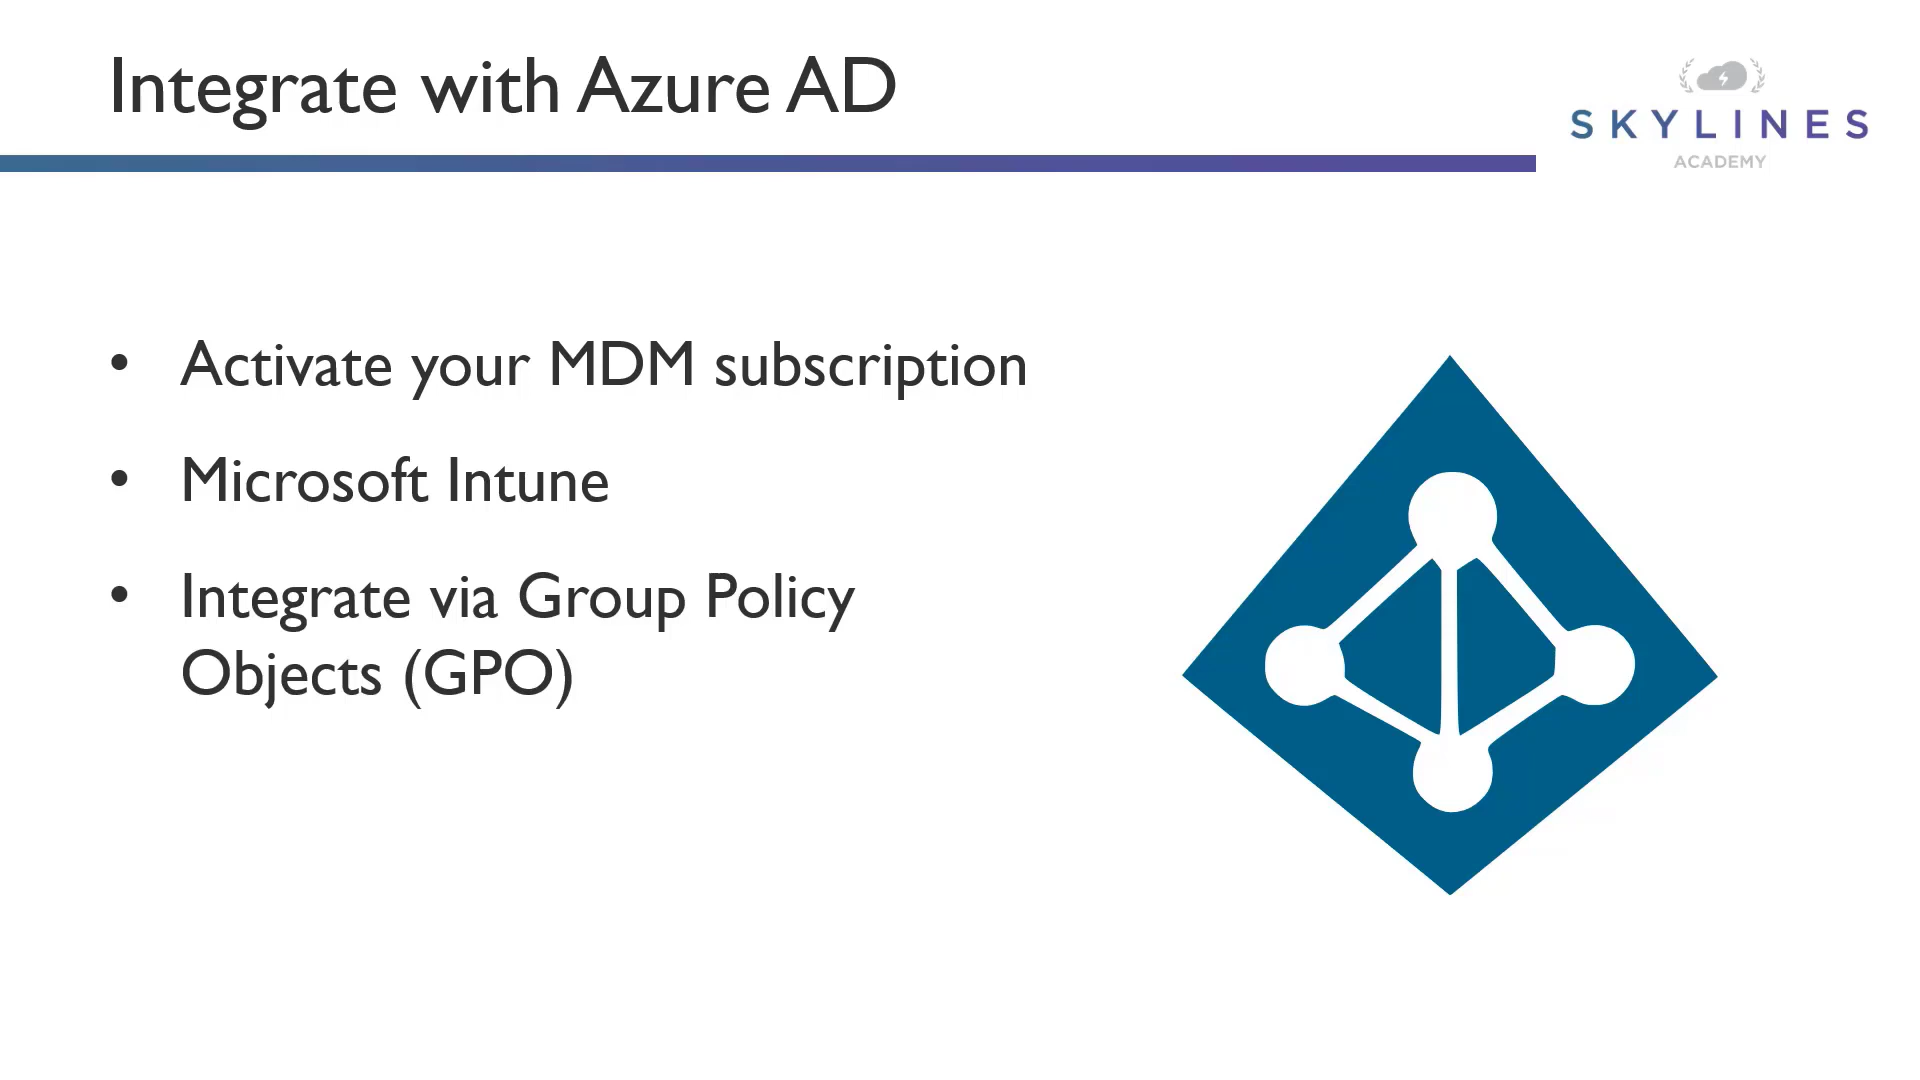 Integrate with Azure AD
SKYLINES
ACADEMY
• Activate your MDM subscription
• Microsoft Intune
• Integrate via Group Policy
Objects (GPO)